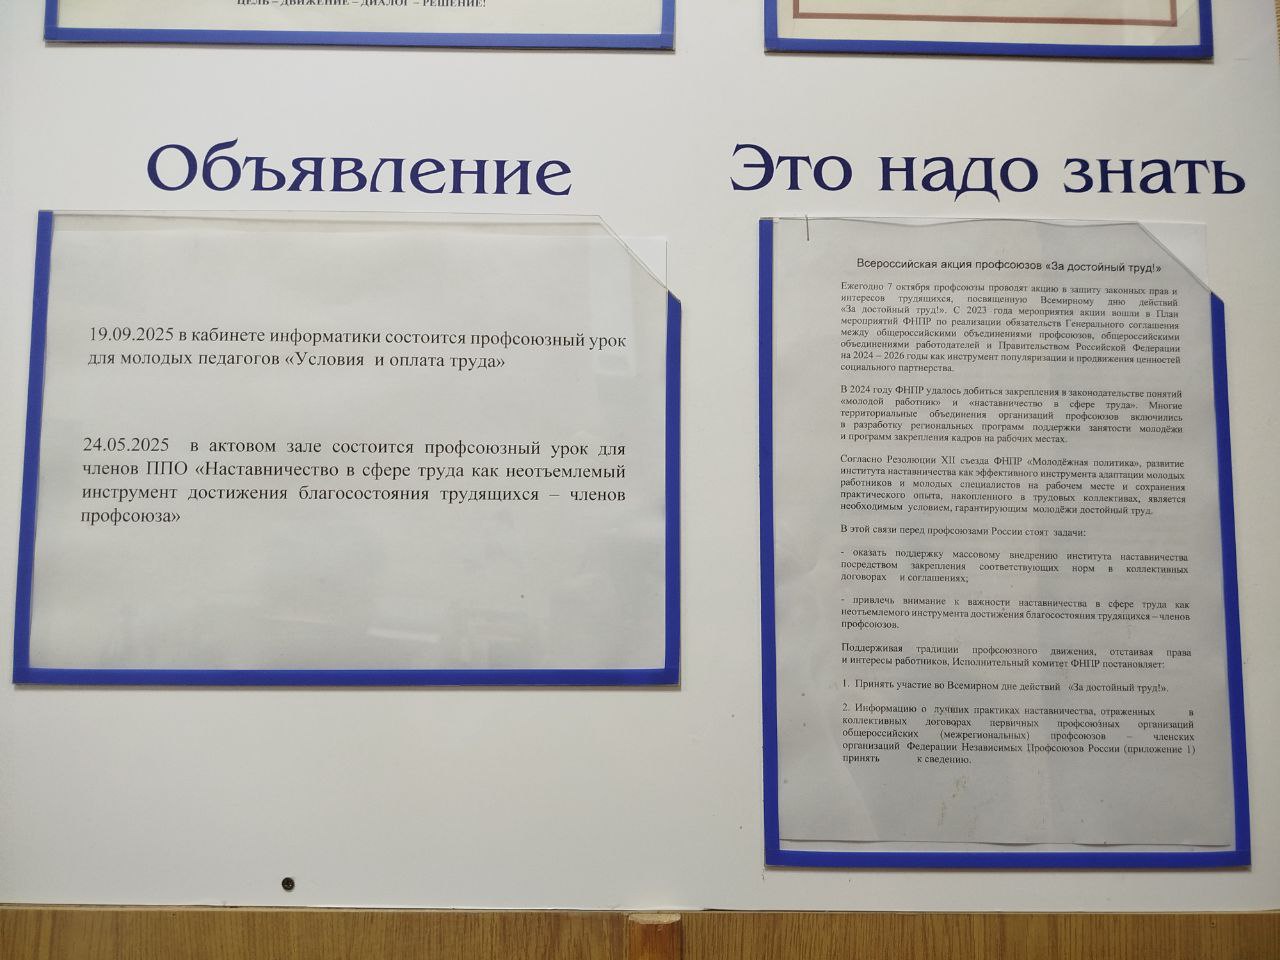 ЦЕЛЬ – ДВИЖЕНИЕ – ДИАЛОГ – РЕШЕНИЕ!
Объявление
19.09.2025 в кабинете информатики состоится профсоюзный урок
для молодых педагогов «Условия и оплата труда»
24.05.2025 в актовом зале состоится профсоюзный урок для
членов ППО «Наставничество в сфере труда как неотъемлемый
инструмент достижения благосостояния трудящихся – членов
профсоюза»
Это надо знать
Всероссийская акция профсоюзов «За достойный труд!»
Ежегодно 7 октября профсоюзы проводят акцию в защиту законных прав и
интересов трудящихся, посвященную Всемирному дню действий
«За достойный труд!». С 2023 года мероприятия акции вошли в План
мероприятий ФНПР по реализации обязательств Генерального соглашения
между общероссийскими объединениями профсоюзов, общероссийскими
объединениями работодателей и Правительством Российской Федерации
на 2024 – 2026 годы как инструмент популяризации и продвижения ценностей
социального партнерства.
В 2024 году ФНПР удалось добиться закрепления в законодательстве понятий
«молодой работник» и «наставничество в сфере труда». Многие
территориальные объединения организаций профсоюзов включились
в разработку региональных программ поддержки занятости молодёжи
и программ закрепления кадров на рабочих местах.
Согласно Резолюции XII съезда ФНПР «Молодёжная политика», развитие
института наставничества как эффективного инструмента адаптации молодых
работников и молодых специалистов на рабочем месте и сохранения
практического опыта, накопленного в трудовых коллективах, является
необходимым условием, гарантирующим молодёжи достойный труд.
В этой связи перед профсоюзами России стоят задачи:
- оказать поддержку массовому внедрению института наставничества
посредством закрепления соответствующих норм в коллективных
договорах и соглашениях;
- привлечь внимание к важности наставничества в сфере труда как
неотъемлемого инструмента достижения благосостояния трудящихся – членов
профсоюзов.
Поддерживая традиции профсоюзного движения, отстаивая права
и интересы работников, Исполнительный комитет ФНПР постановляет:
1. Принять участие во Всемирном дне действий «За достойный труд!».
2. Информацию о лучших практиках наставничества, отраженных в
коллективных договорах первичных профсоюзных организаций
общероссийских (межрегиональных) профсоюзов – членских
организаций Федерации Независимых Профсоюзов России (приложение 1)
принять к сведению.